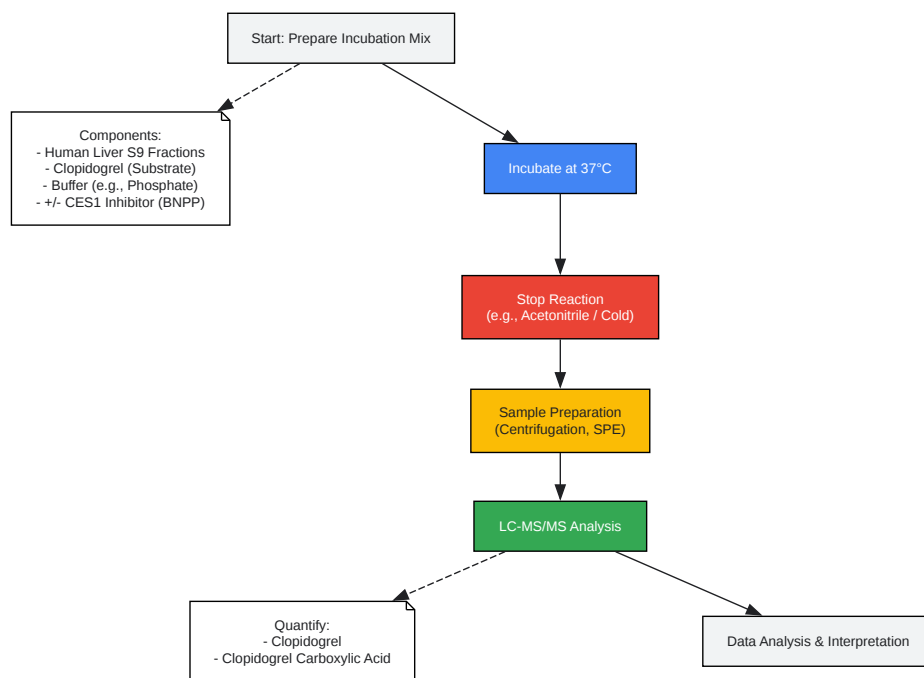 Start: Prepare Incubation Mix
Components:
- Human Liver S9 Fractions
- Clopidogrel (Substrate)
- Buffer (e.g., Phosphate)
- +/- CES1 Inhibitor (BNPP)
Incubate at 37°C
Stop Reaction
(e.g., Acetonitrile / Cold)
Sample Preparation
(Centrifugation, SPE)
LC-MS/MS Analysis
Quantify:
- Clopidogrel
- Clopidogrel Carboxylic Acid
Data Analysis & Interpretation